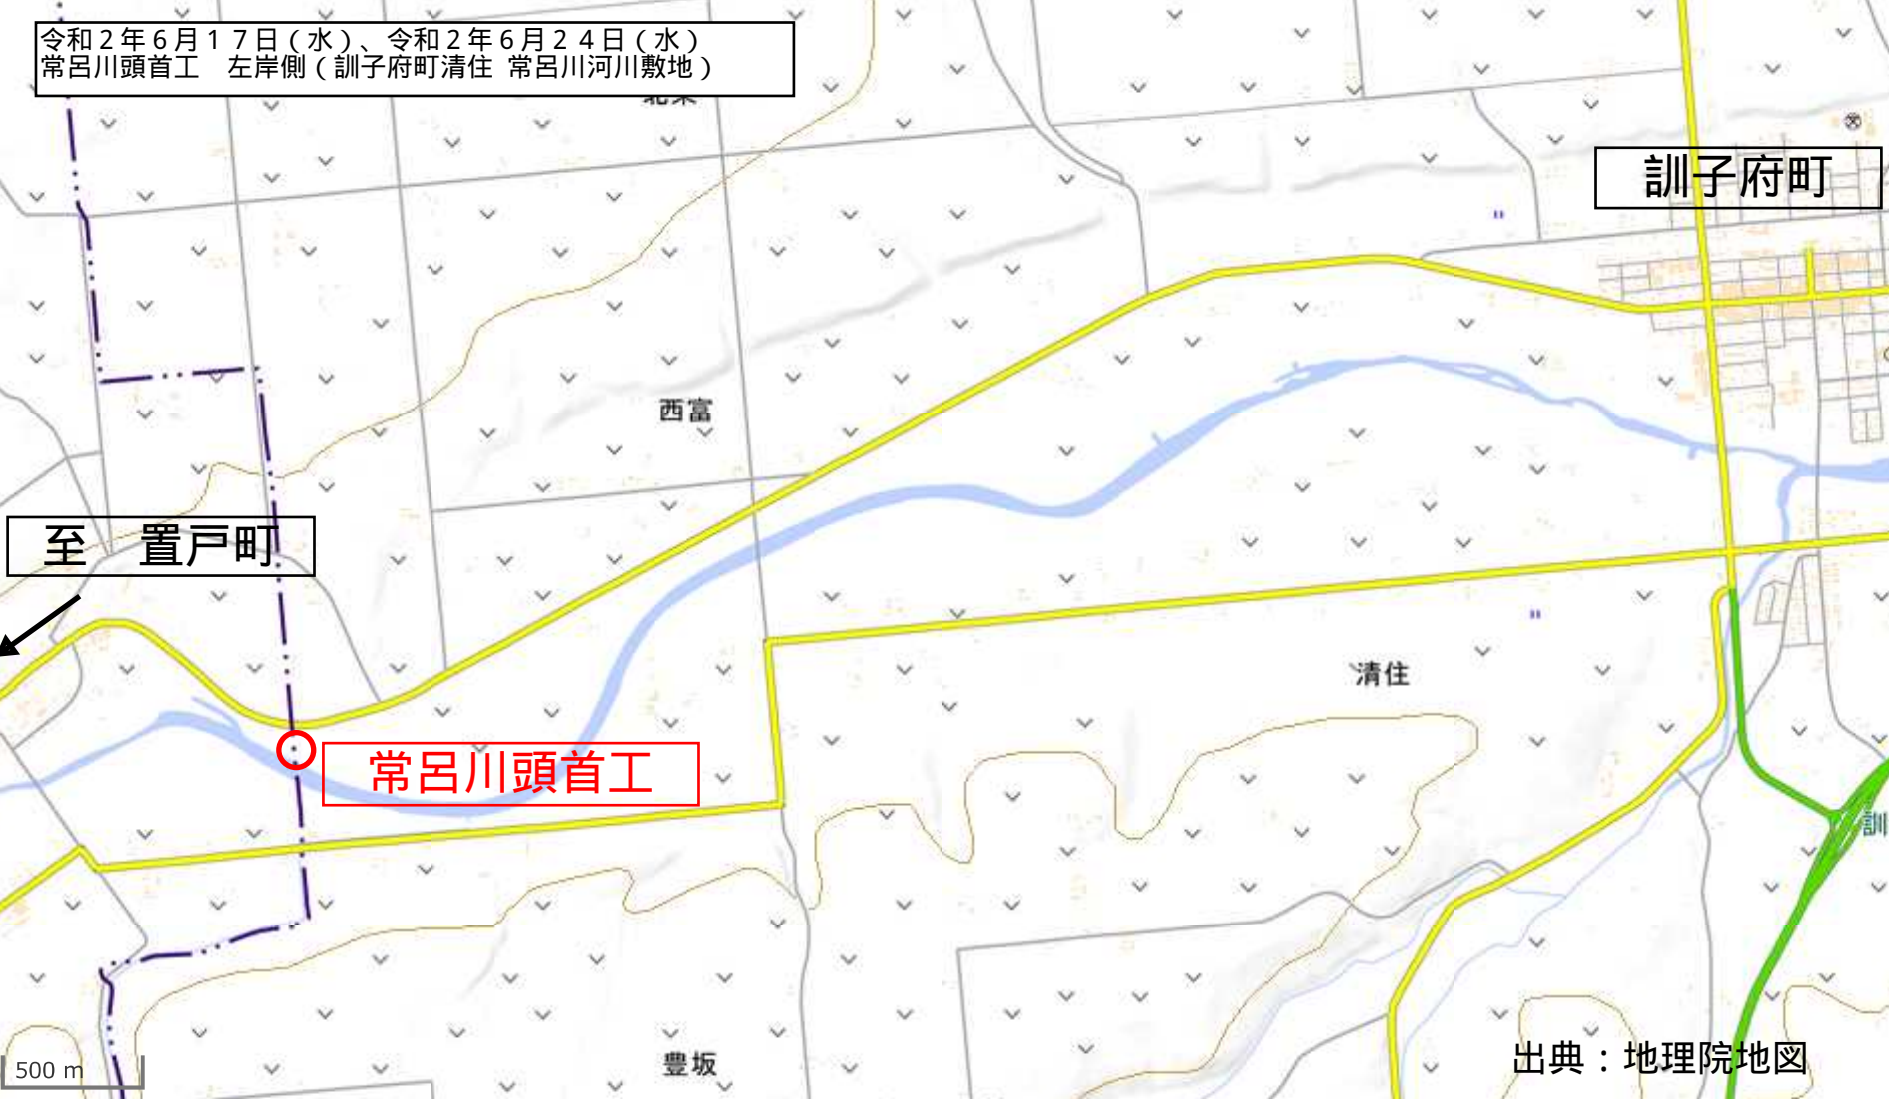 令和２年６月１７日（水）、令和２年６月２４日（水）
常呂川頭首工　左岸側（訓子府町清住 常呂川河川敷地）
訓子府町
西富
至　置戸町
清住
常呂川頭首工
訓
豊坂
出典：地理院地図
500 m